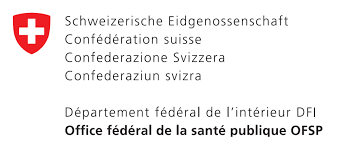 Schweizerische Eidgenossenschaft
Confédération suisse
Confederazione Svizzera
Confederaziun svizra
Département fédéral de l'intérieur DFI
Office fédéral de la santé publique OFSP